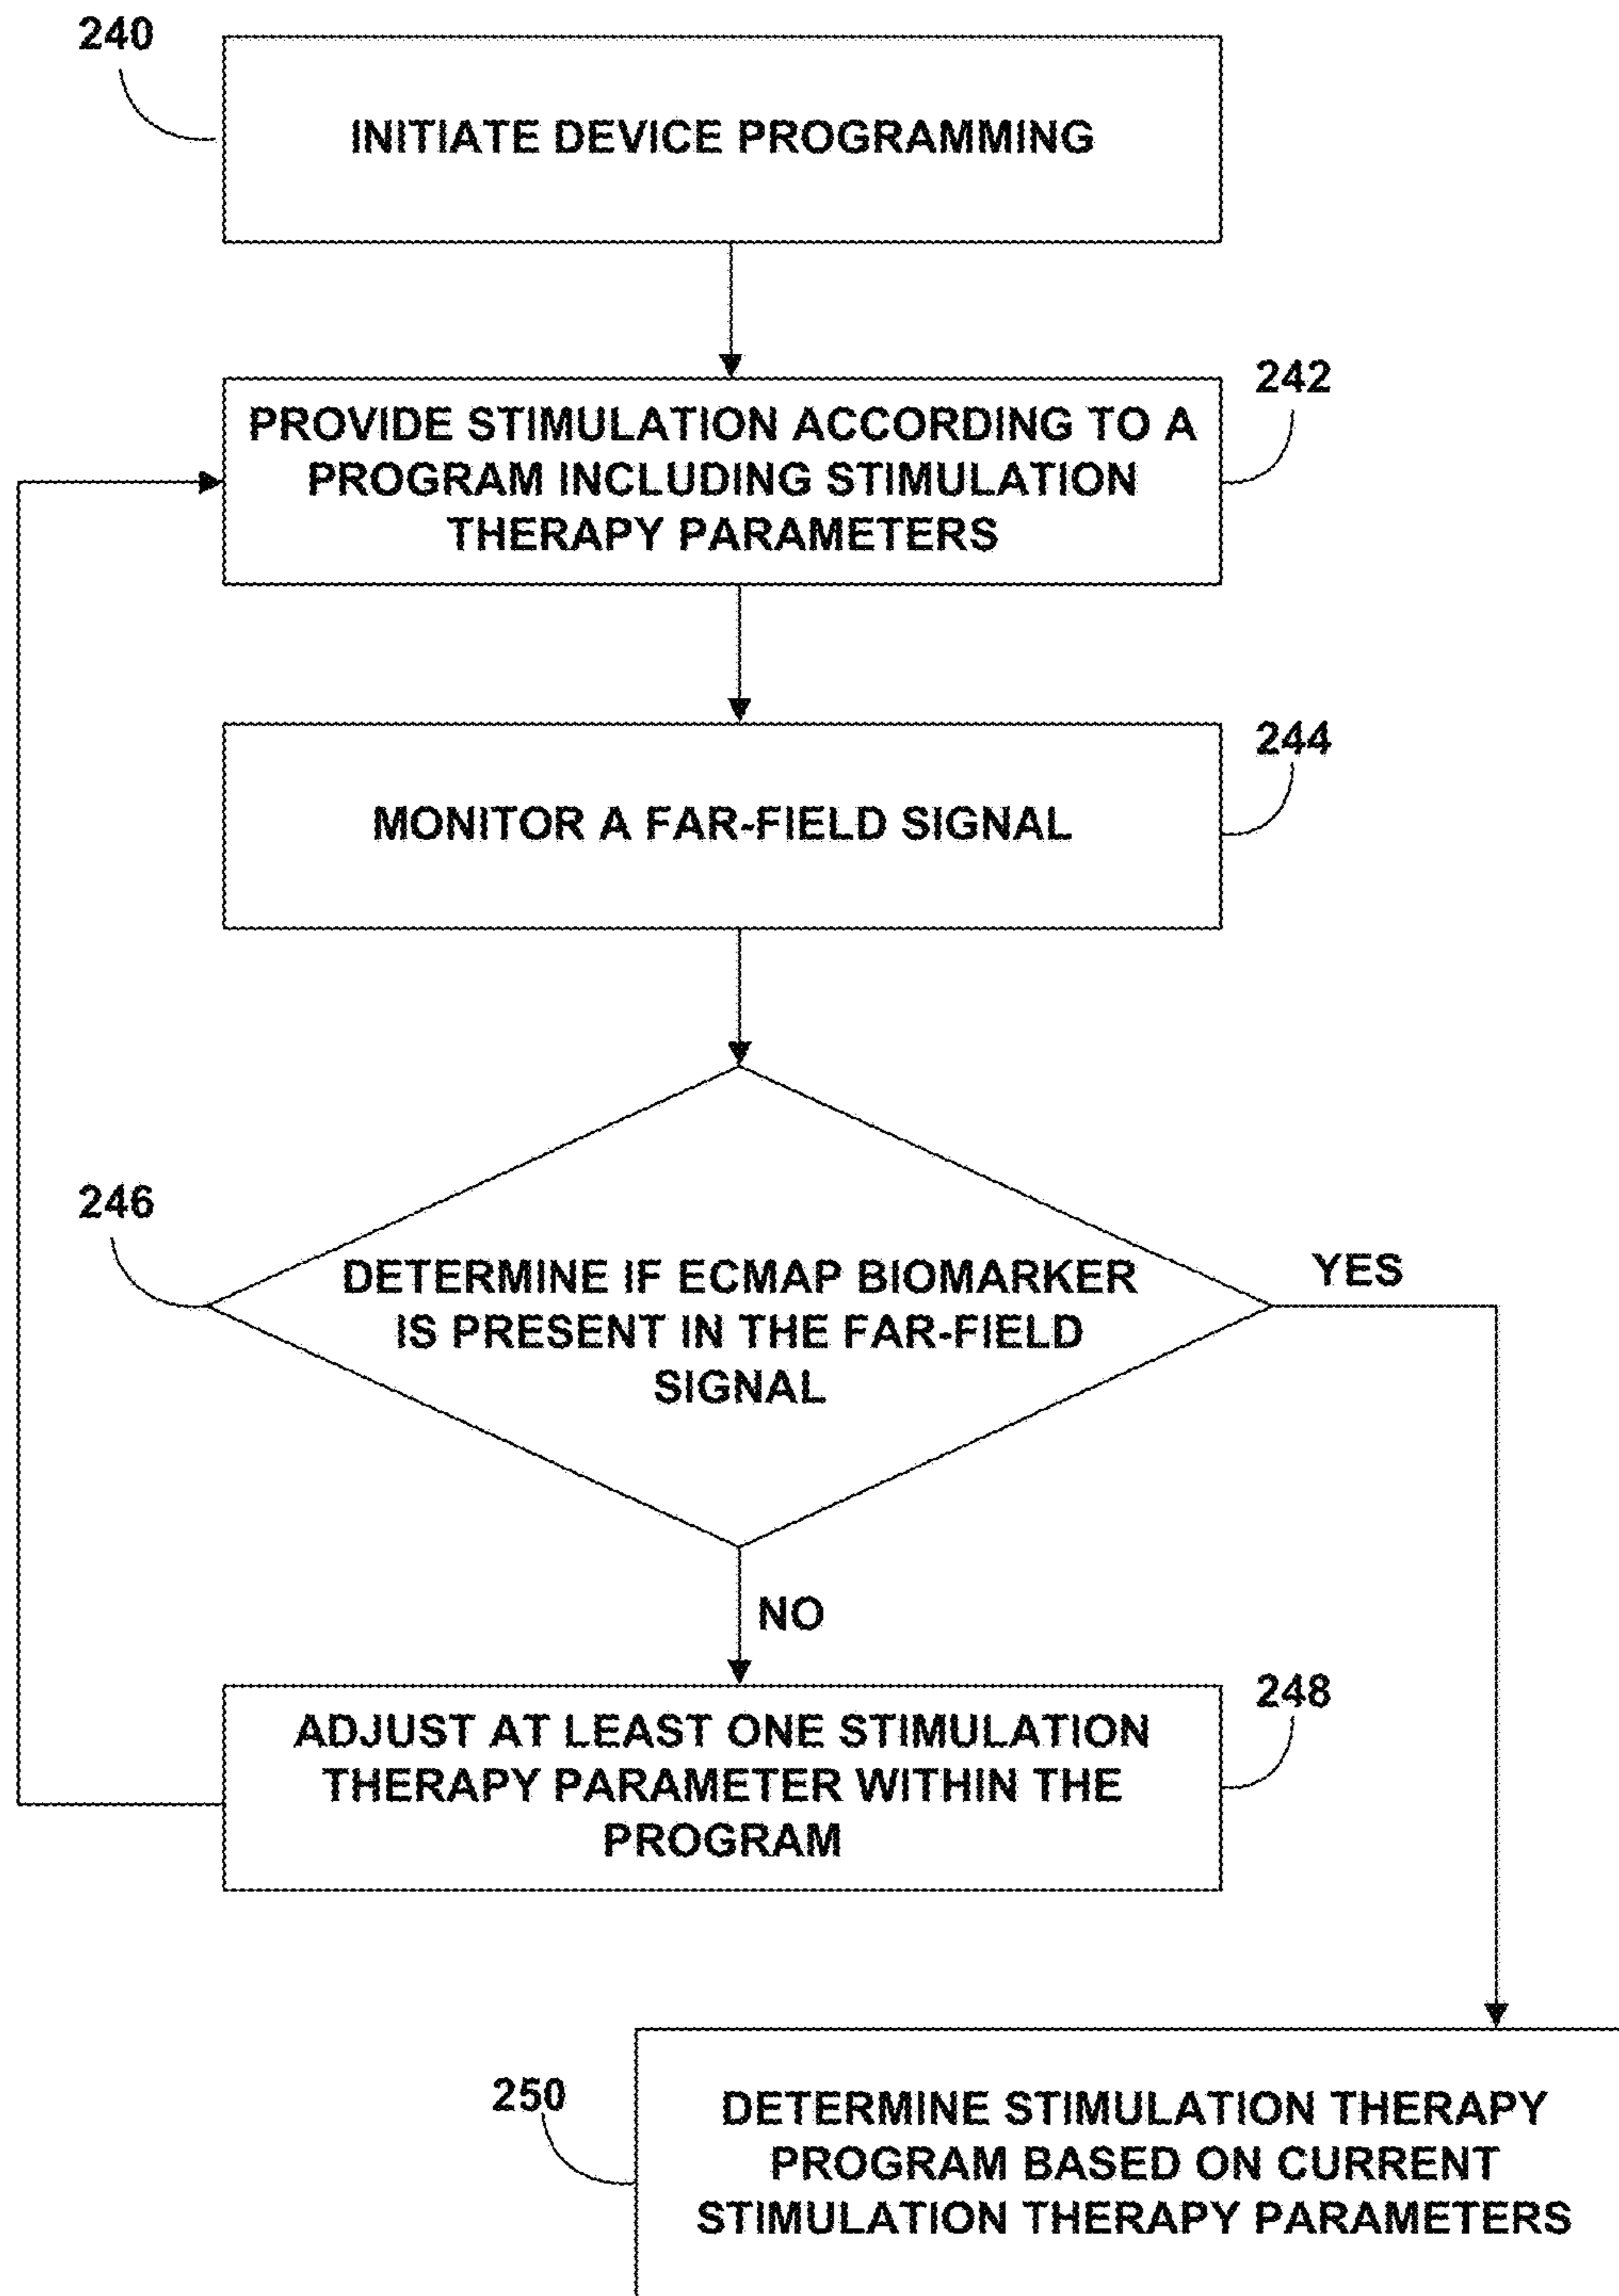 240
INITIATE DEVICE PROGRAMMING
242
PROVIDE STIMULATION ACCORDING TO A
PROGRAM INCLUDING STIMULATION
THERAPY PARAMETERS
244
MONITOR A FAR-FIELD SIGNAL
246
DETERMINE IF ECMAP BIOMARKER
IS PRESENT IN THE FAR-FIELD
SIGNAL
YES
NO
248
ADJUST AT LEAST ONE STIMULATION
THERAPY PARAMETER WITHIN THE
PROGRAM
250
DETERMINE STIMULATION THERAPY
PROGRAM BASED ON CURRENT
STIMULATION THERAPY PARAMETERS